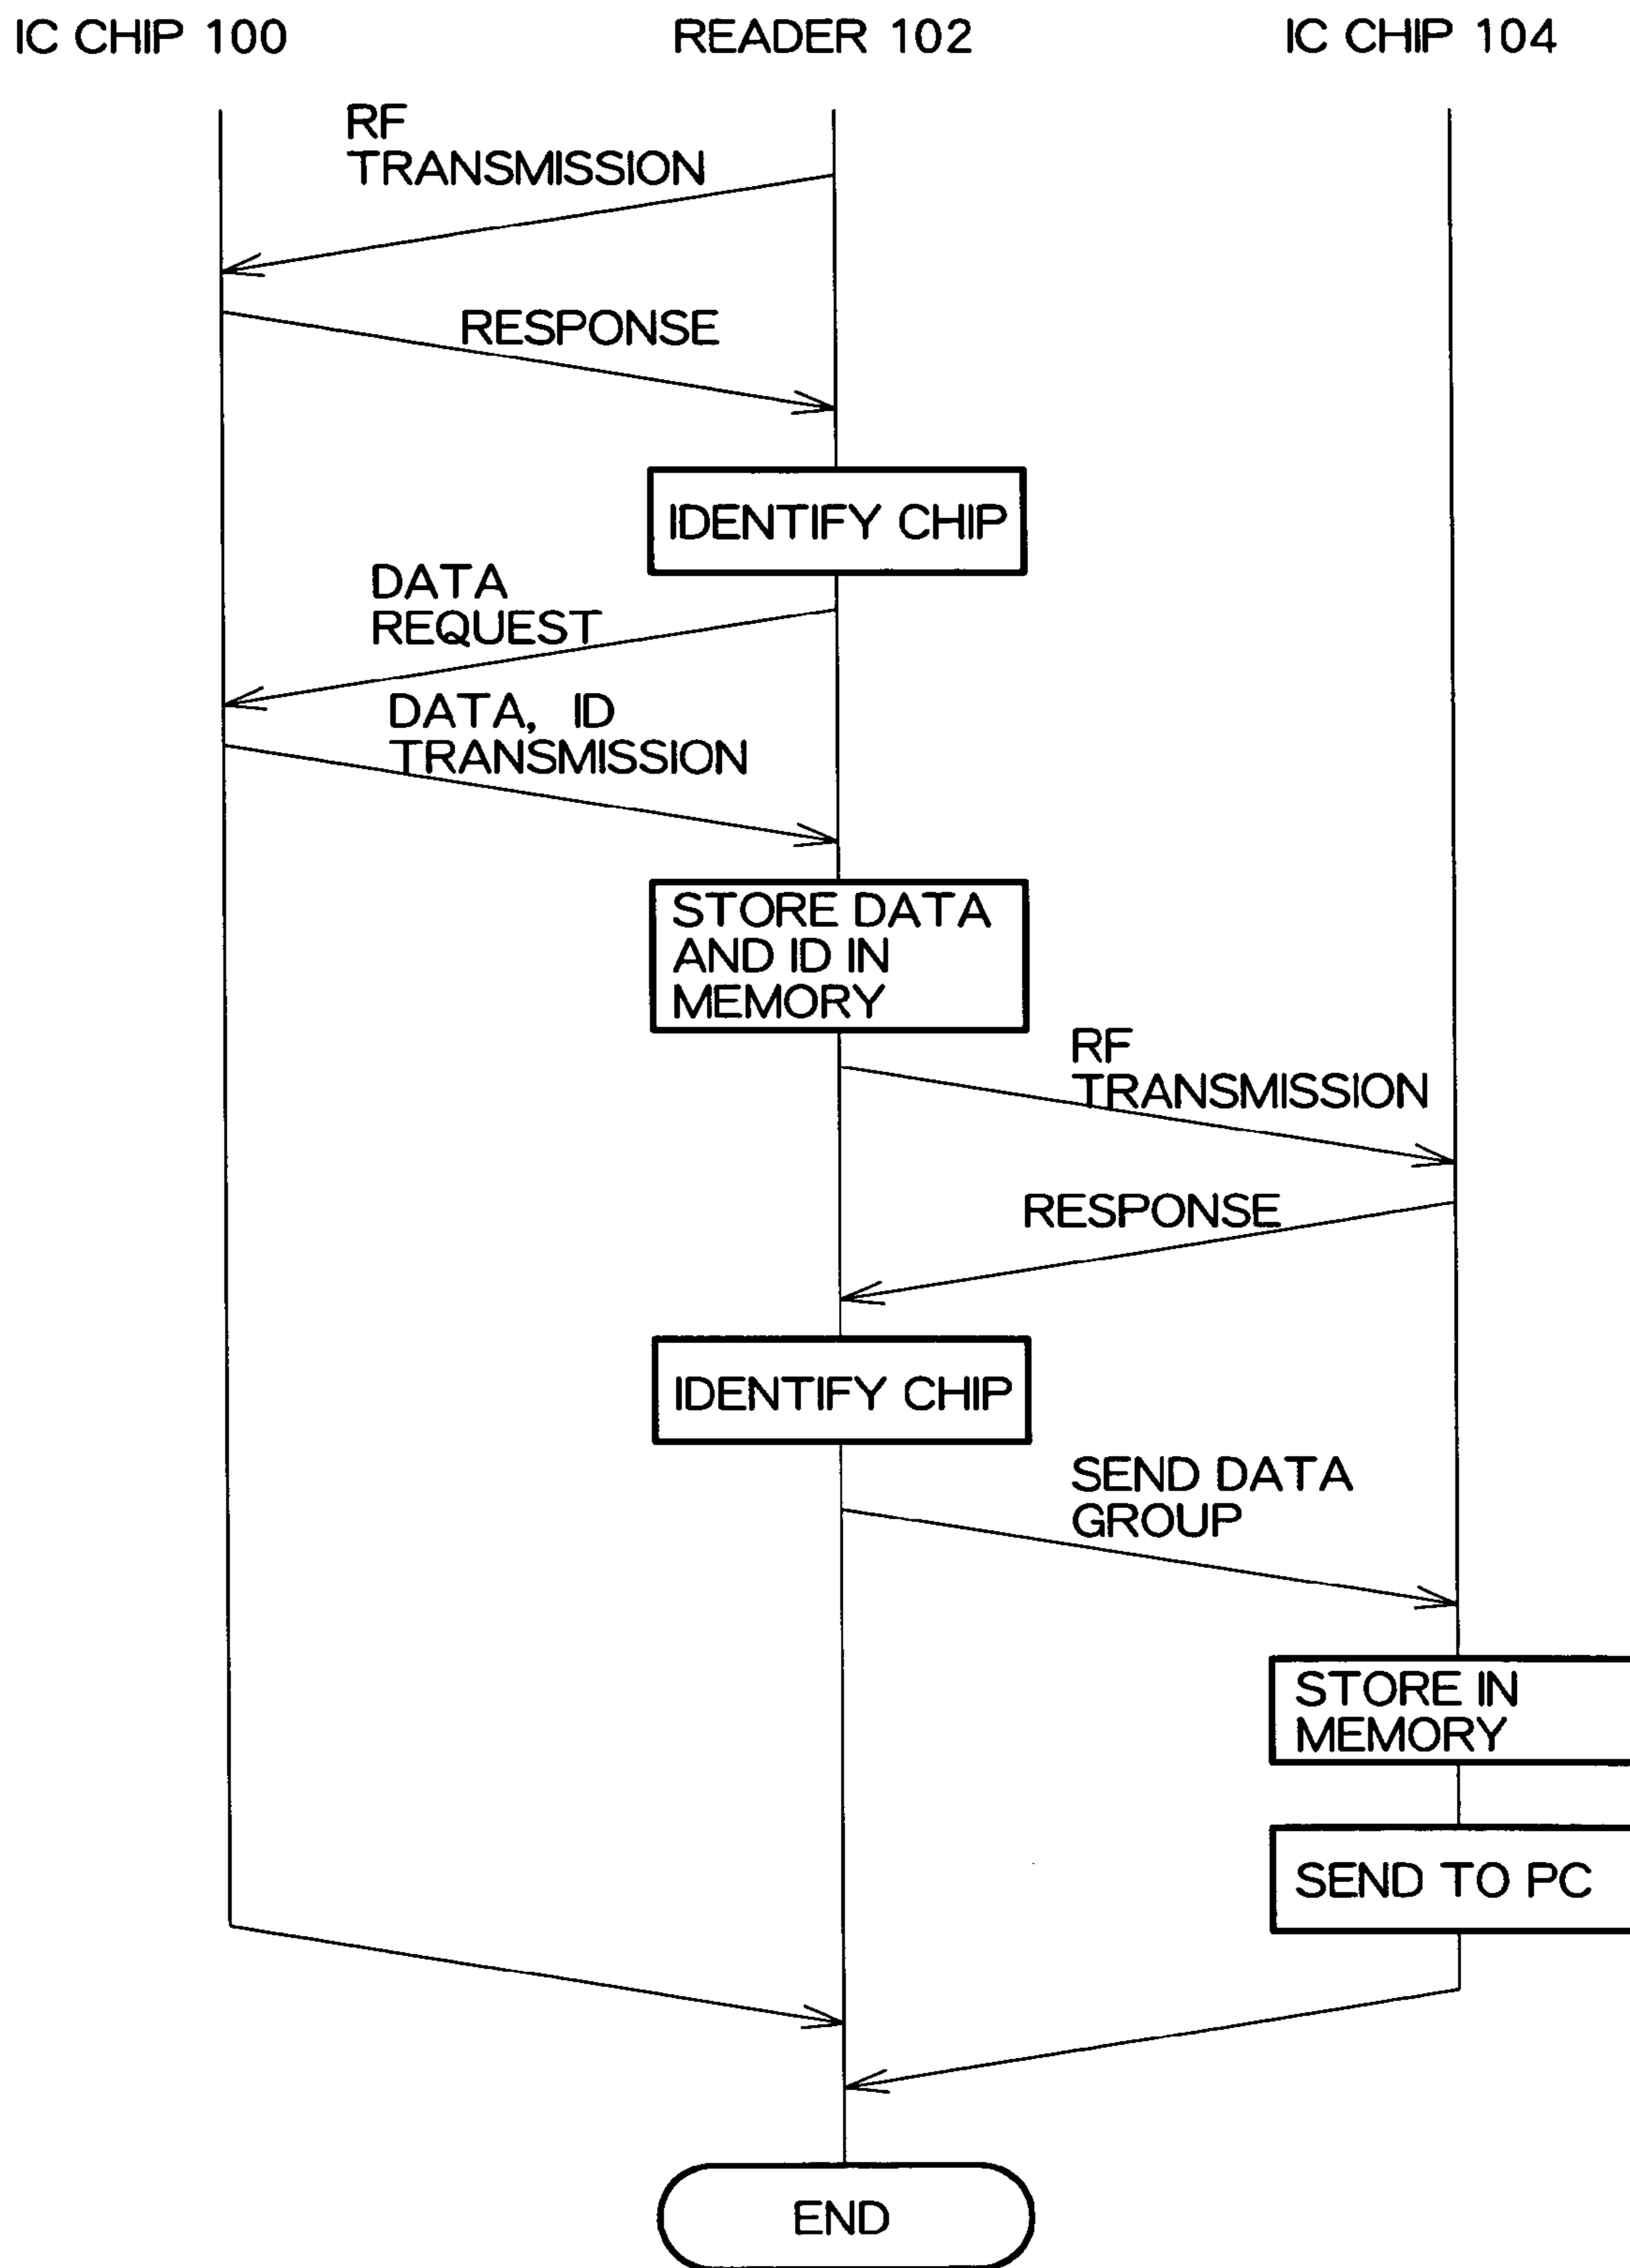 IC CHIP 100
READER 102
IC CHIP 104
RF
TRANSMISSION
RESPONSE
IDENTIFY CHIP
DATA
REQUEST
DATA, ID
TRANSMISSION
STORE DATA
AND ID IN
MEMORY
RF
TRANSMISSION
RESPONSE
IDENTIFY CHIP
SEND DATA
GROUP
STORE IN
MEMORY
SEND TO PC
END